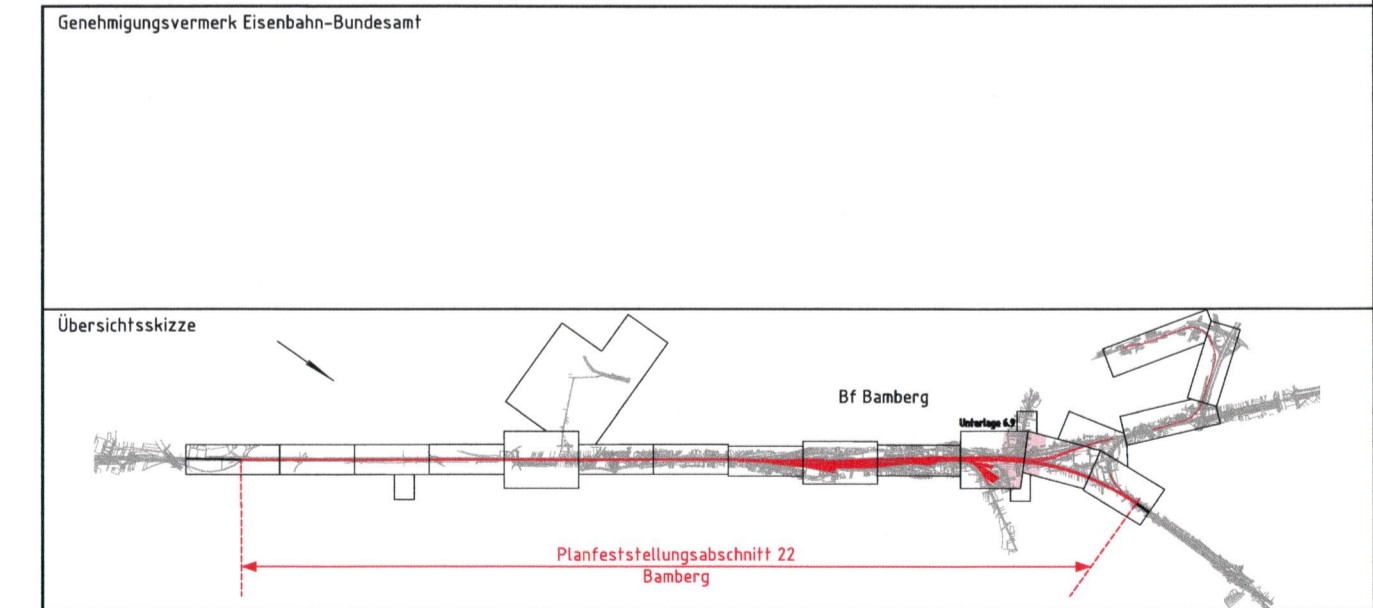 Genehmigungsvermerk Eisenbahn-Bundesamt
Übersichtsskizze
Bf Bamberg
Unterlage 6.9
Planfeststellungsabschnitt 22
Bamberg